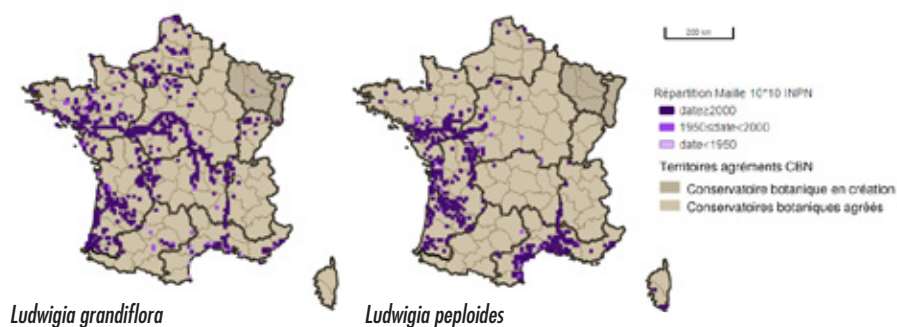 200 km
Répartition Maille 10*10 INPN
date≥2000
1950≤date<2000
date<1950
Territoires agréments CBN
Conservatoire botanique en création
Conservatoires botaniques agréés
Ludwigia grandiflora
Ludwigia peploides